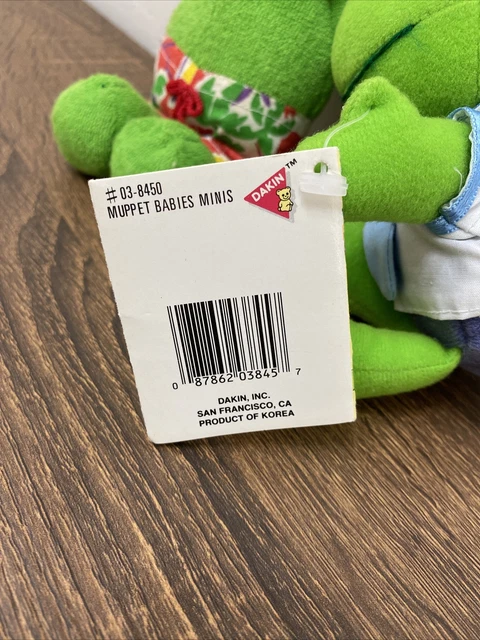 # 03-8450
MUPPET BABIES MINIS
DAKIN™
0 87862 03845 7
DAKIN, INC.
SAN FRANCISCO, CA
PRODUCT OF KOREA